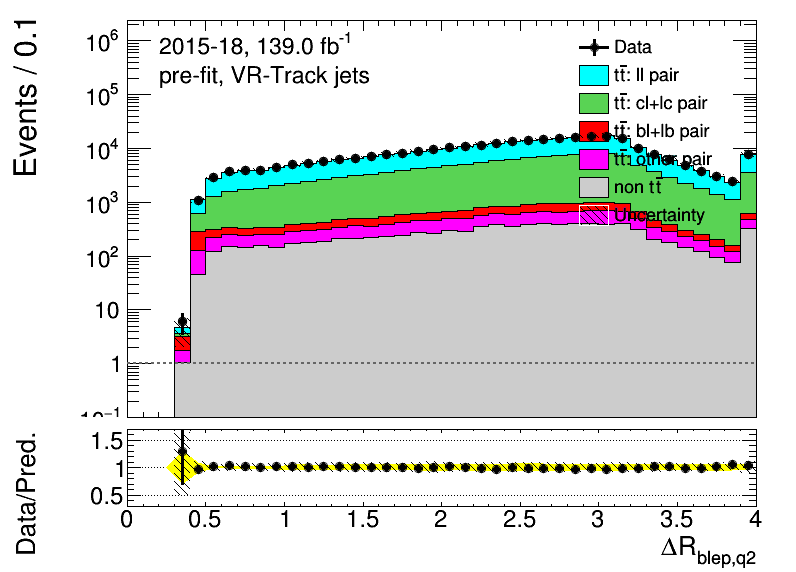 Events / 0.1
10⁶
10⁵
10⁴
10³
10²
10
1
10⁻¹
2015-18, 139.0 fb⁻¹
pre-fit, VR-Track jets
Data
tt̄: ll pair
tt̄: cl+lc pair
tt̄: bl+lb pair
tt̄: other pair
non tt̄
Uncertainty
Data/Pred.
1.5
1
0.5
0 0.5 1 1.5 2 2.5 3 3.5 4
ΔR_blep,q2